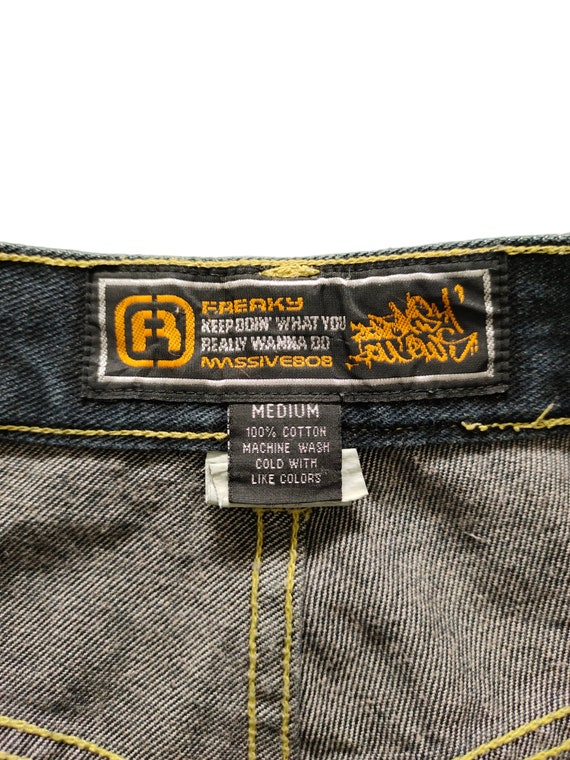 FREAKY
KEEP DOIN' WHAT YOU
REALLY WANNA DO
MASSIVE808
MEDIUM
100% COTTON
MACHINE WASH
COLD WITH
LIKE COLORS